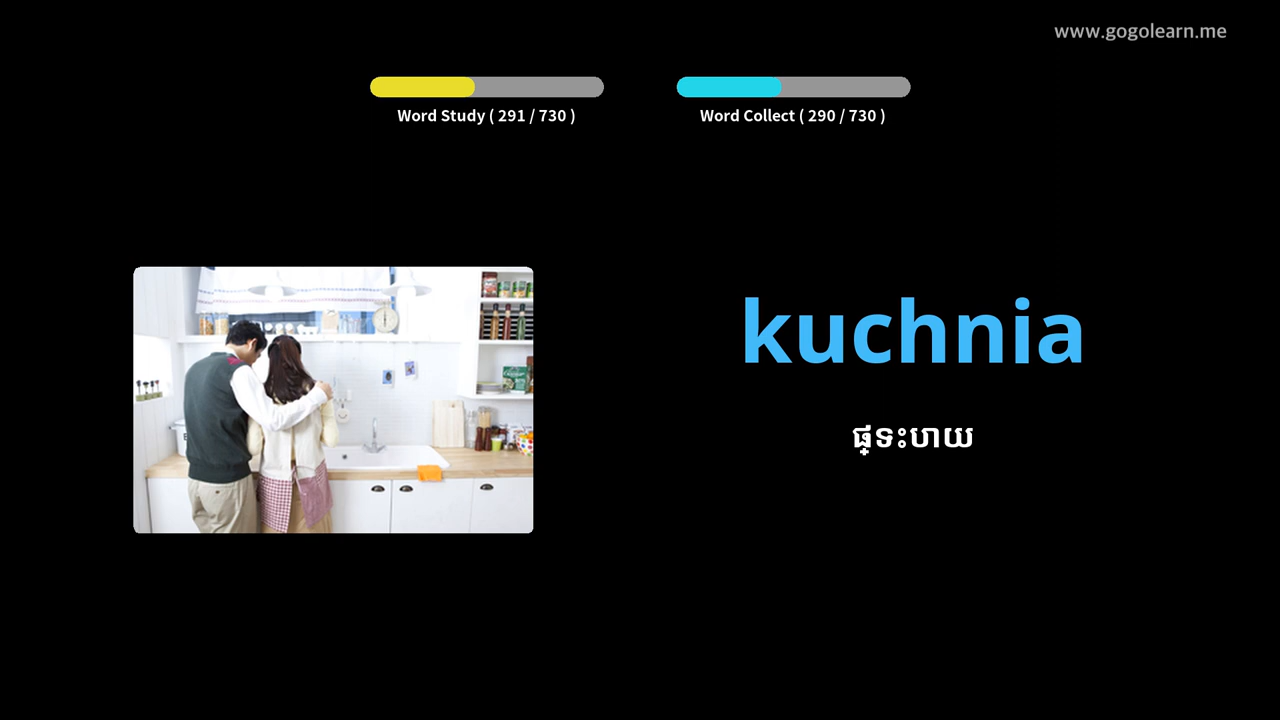 www.gogolearn.me
Word Study ( 291 / 730 )
Word Collect ( 290 / 730 )
kuchnia
ផ្ទះបាយ